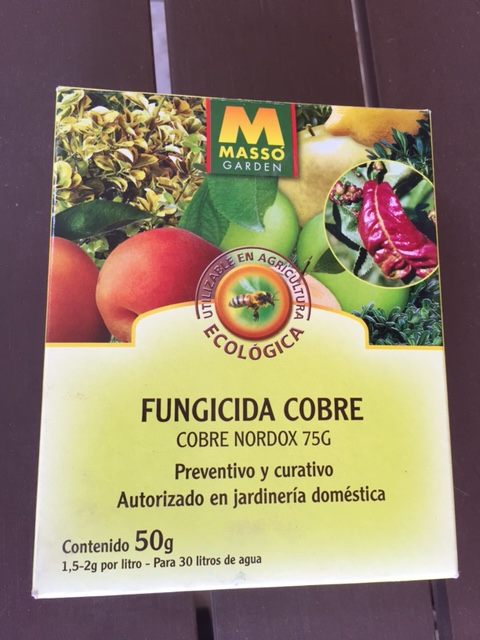 M
MASSÓ
GARDEN
UTILIZABLE EN AGRICULTURA
ECOLÓGICA
FUNGICIDA COBRE
COBRE NORDOX 75G
Preventivo y curativo
Autorizado en jardinería doméstica
Contenido 50g
1,5-2g por litro - Para 30 litros de agua